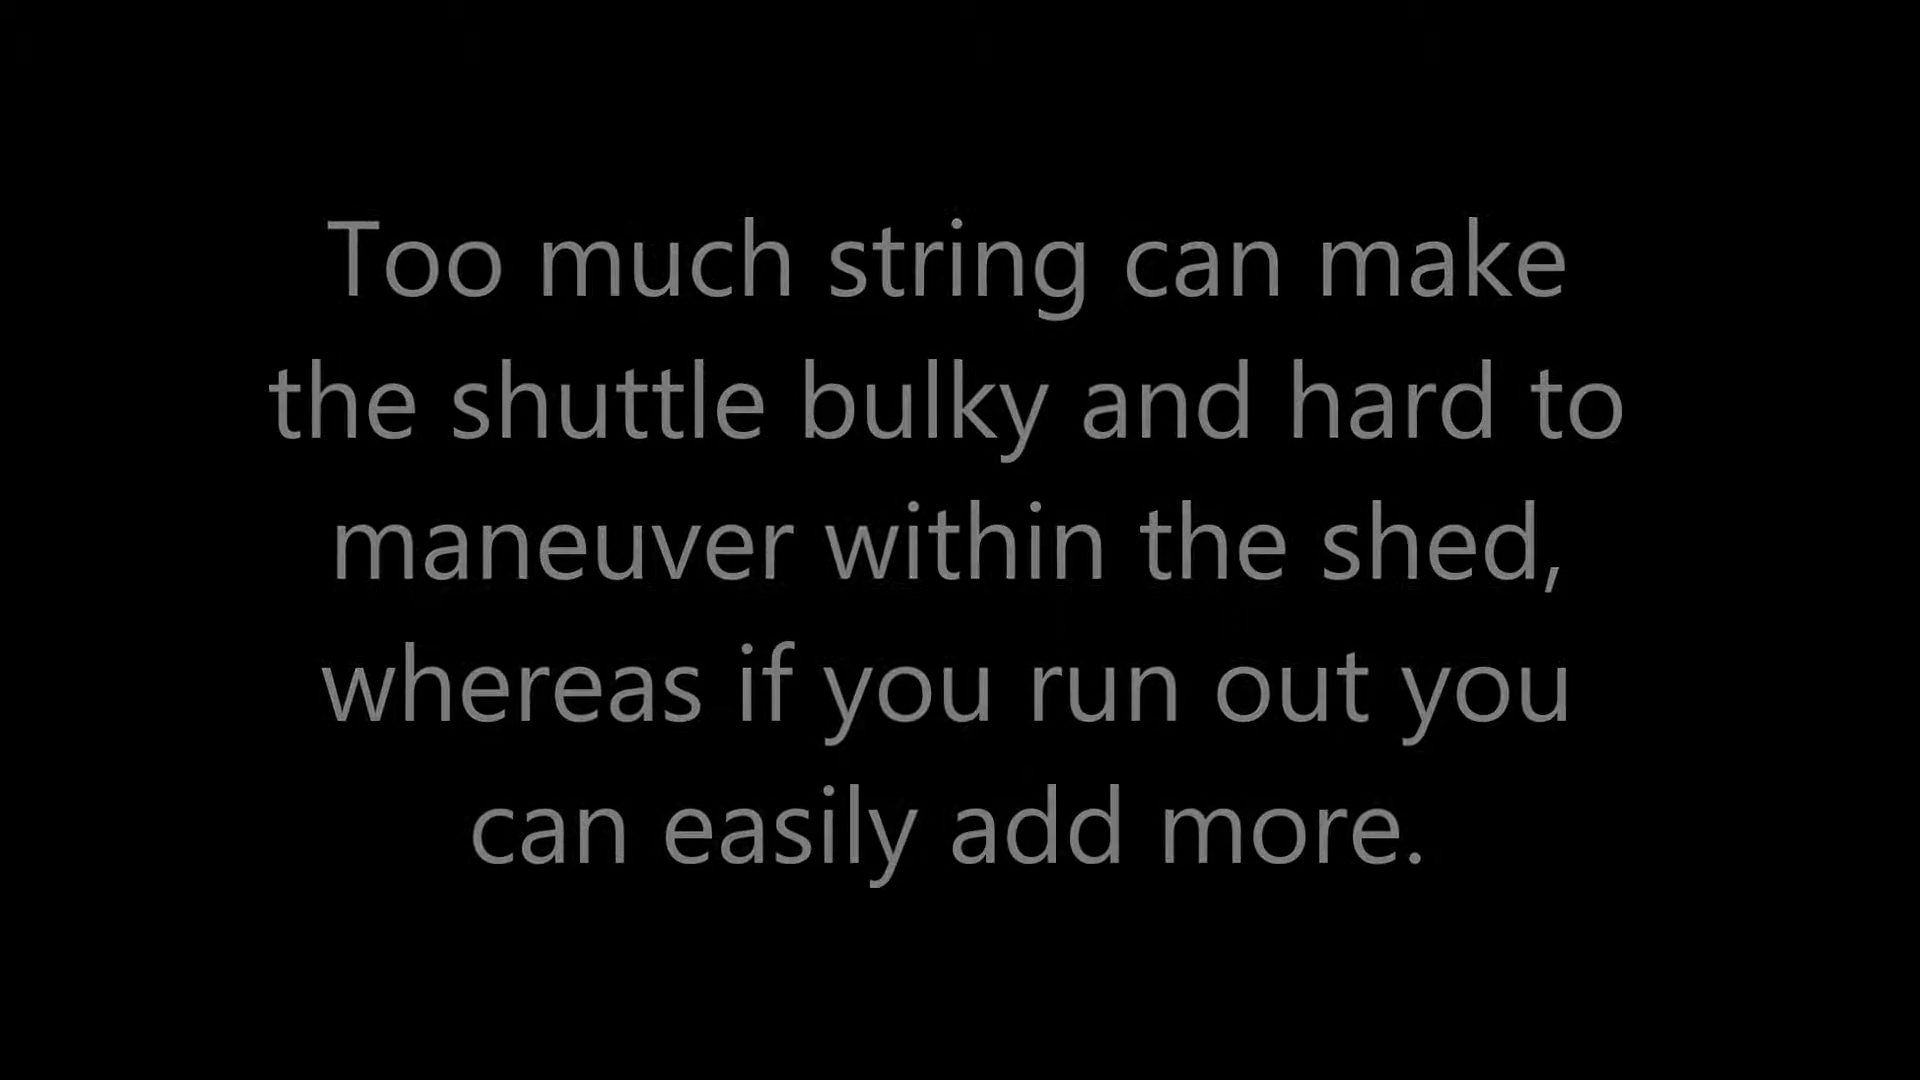 Too much string can make
the shuttle bulky and hard to
maneuver within the shed,
whereas if you run out you
can easily add more.